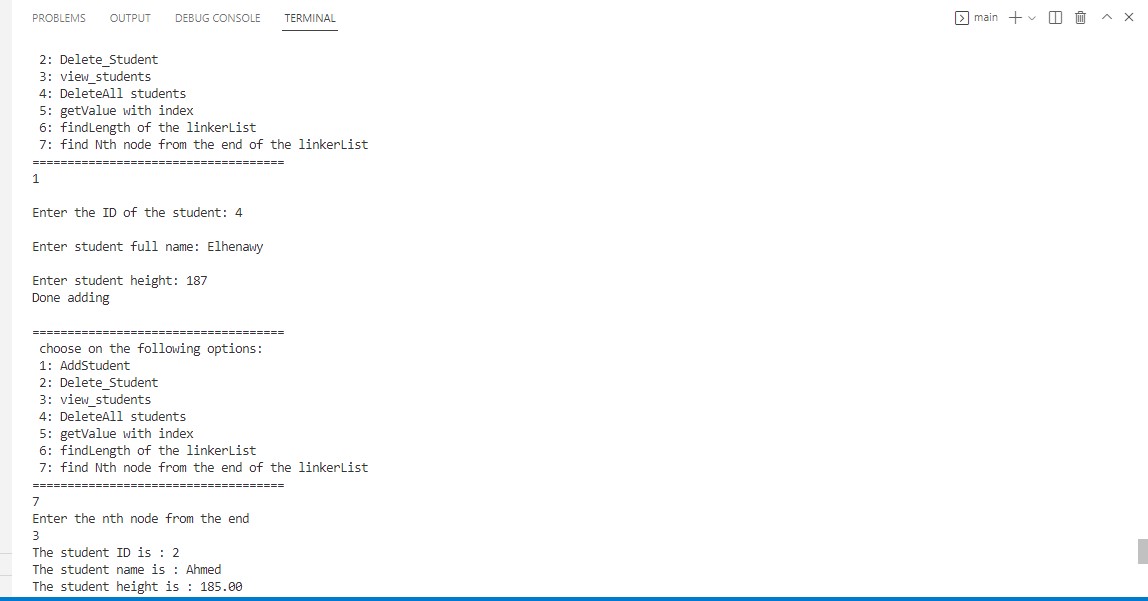 PROBLEMS OUTPUT DEBUG CONSOLE TERMINAL main
2: Delete_Student
3: view_students
4: DeleteAll students
5: getValue with index
6: findLength of the linkerList
7: find Nth node from the end of the linkerList
====================================
1
Enter the ID of the student: 4
Enter student full name: Elhenawy
Enter student height: 187
Done adding
====================================
choose on the following options:
1: AddStudent
2: Delete_Student
3: view_students
4: DeleteAll students
5: getValue with index
6: findLength of the linkerList
7: find Nth node from the end of the linkerList
====================================
7
Enter the nth node from the end
3
The student ID is : 2
The student name is : Ahmed
The student height is : 185.00